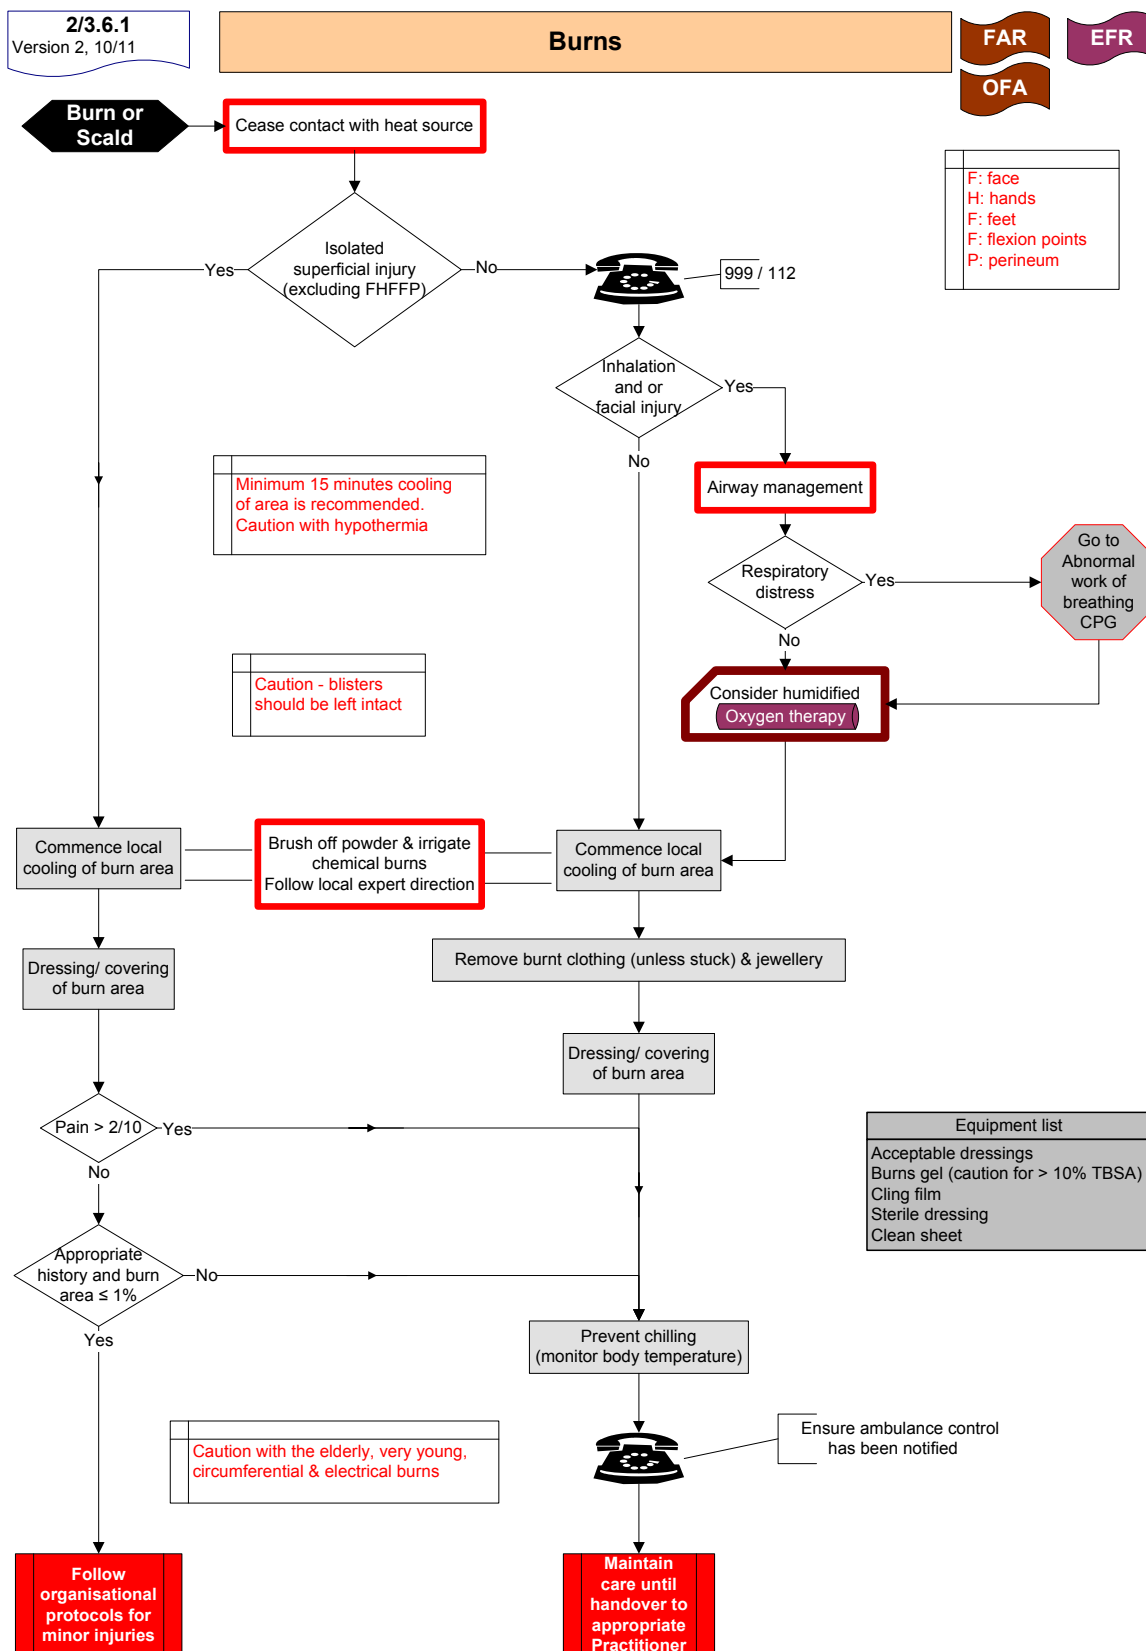 2/3.6.1
Version 2, 10/11
Burns
FAR
EFR
OFA
Burn or
Scald
Cease contact with heat source
F: face
H: hands
F: feet
F: flexion points
P: perineum
Isolated
superficial injury
(excluding FHFFP)
Yes
No
999 / 112
Inhalation
and or
facial injury
Yes
No
Minimum 15 minutes cooling
of area is recommended.
Caution with hypothermia
Airway management
Respiratory
distress
Yes
No
Go to
Abnormal
work of
breathing
CPG
Caution - blisters
should be left intact
Consider humidified
Oxygen therapy
Commence local
cooling of burn area
Brush off powder & irrigate
chemical burns
Follow local expert direction
Commence local
cooling of burn area
Remove burnt clothing (unless stuck) & jewellery
Dressing/ covering
of burn area
Dressing/ covering
of burn area
Pain > 2/10
Yes
No
Equipment list
Acceptable dressings
Burns gel (caution for > 10% TBSA)
Cling film
Sterile dressing
Clean sheet
Appropriate
history and burn
area ≤ 1%
No
Yes
Prevent chilling
(monitor body temperature)
Ensure ambulance control
has been notified
Caution with the elderly, very young,
circumferential & electrical burns
Follow
organisational
protocols for
minor injuries
Maintain
care until
handover to
appropriate
Practitioner